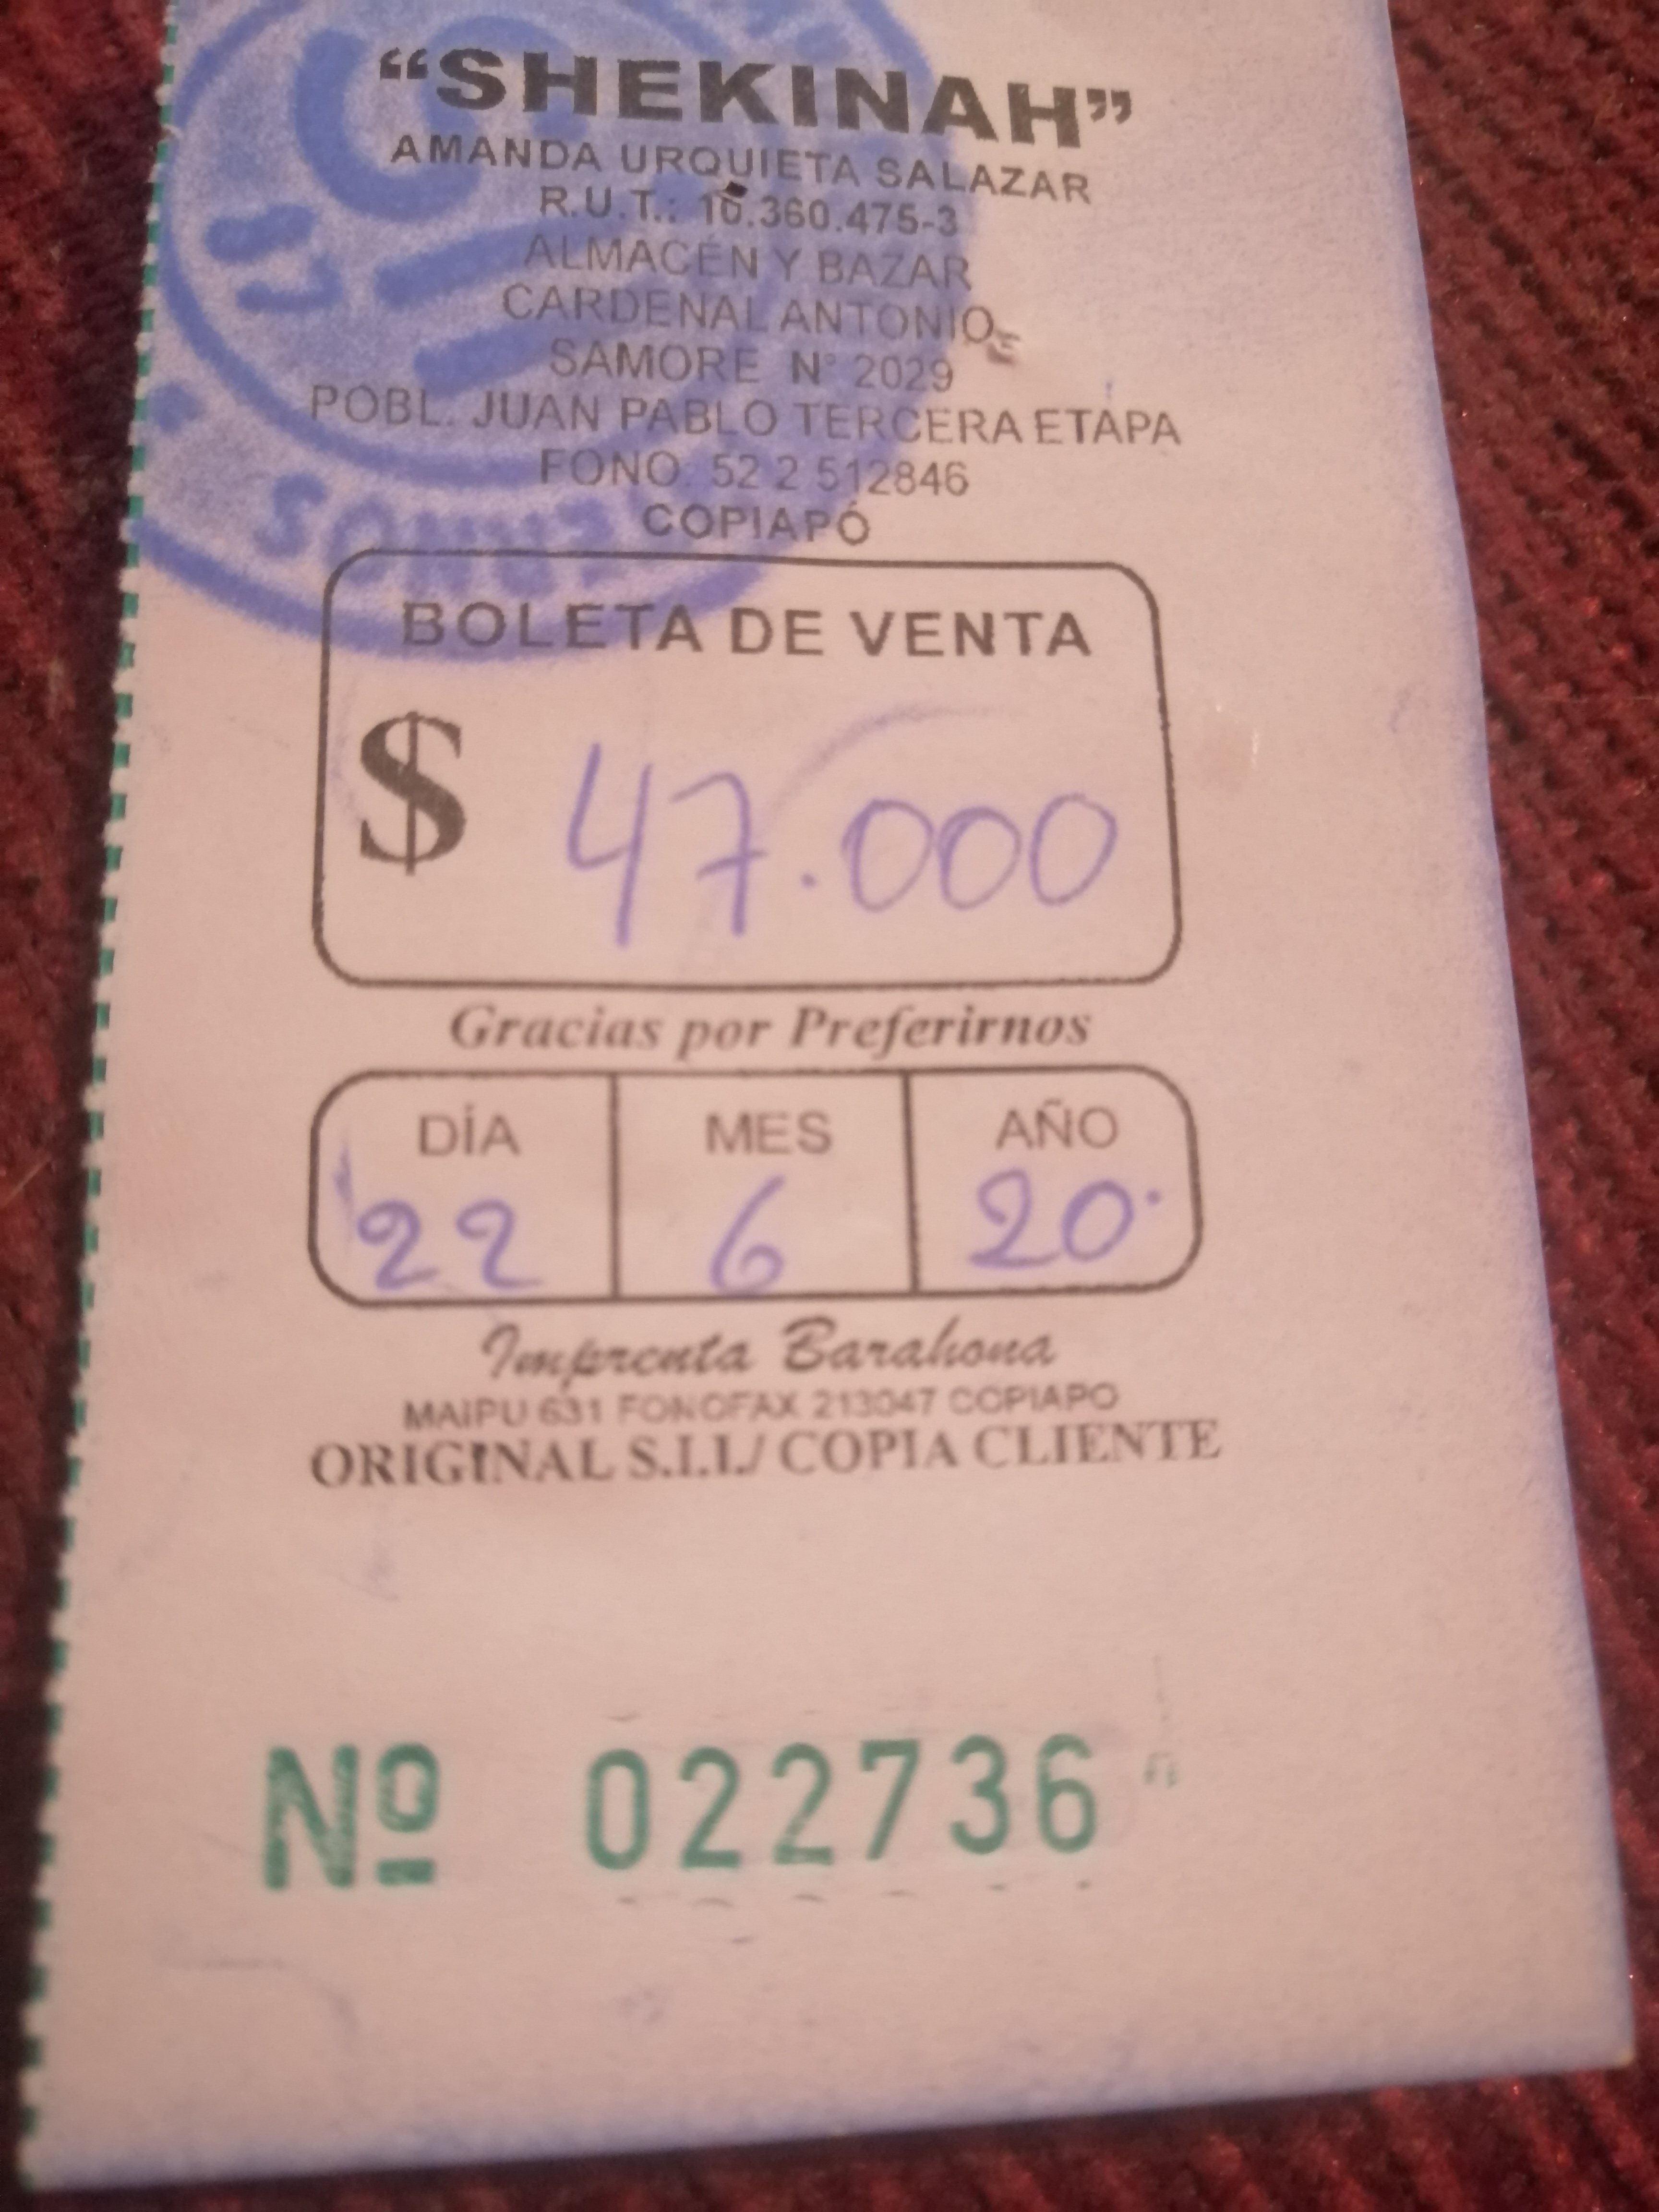 “SHEKINAH”
AMANDA URQUIETA SALAZAR
R.U.T.: 10.360.475-3
ALMACÉN Y BAZAR
CARDENAL ANTONIO
SAMORE N° 2029
POBL. JUAN PABLO TERCERA ETAPA
FONO: 52 2 512846
COPIAPÓ
BOLETA DE VENTA
$ 47.000
Gracias por Preferirnos
DÍA MES AÑO
22 6 20
Imprenta Barahona
MAIPU 631 FONOFAX 213047 COPIAPO
ORIGINAL S.I.I./ COPIA CLIENTE
Nº 022736